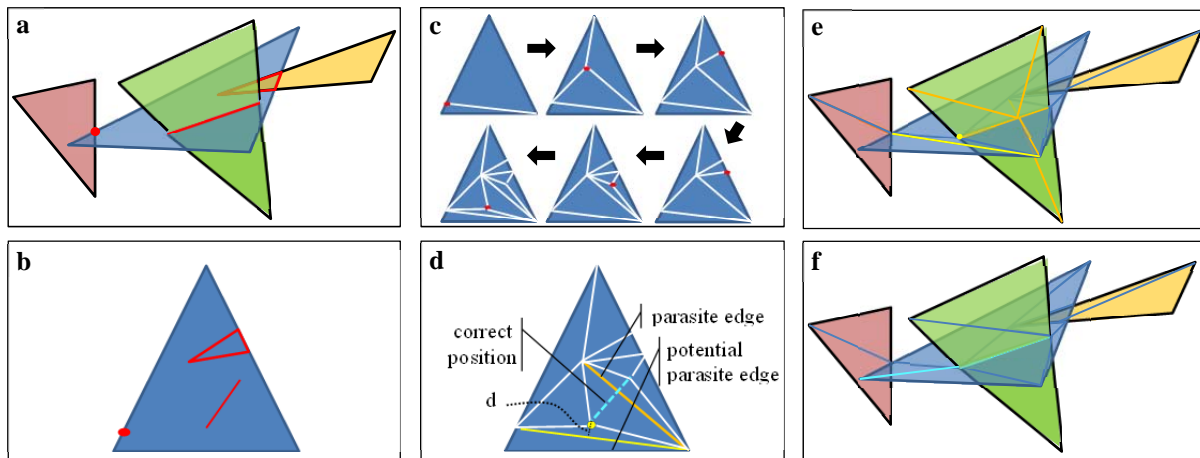 a
c
e
b
d
correct
position
parasite edge
potential
parasite edge
d
f